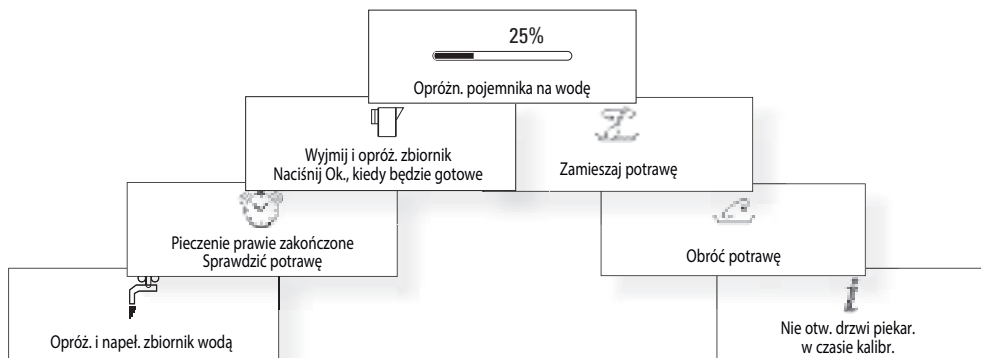 25%
Opróżn. pojemnika na wodę
Wyjmij i opróż. zbiornik
Naciśnij Ok., kiedy będzie gotowe
Zamieszaj potrawę
Pieczenie prawie zakończone
Sprawdzić potrawę
Obróć potrawę
Opróż. i napeł. zbiornik wodą
i
Nie otw. drzwi piekar.
w czasie kalibr.